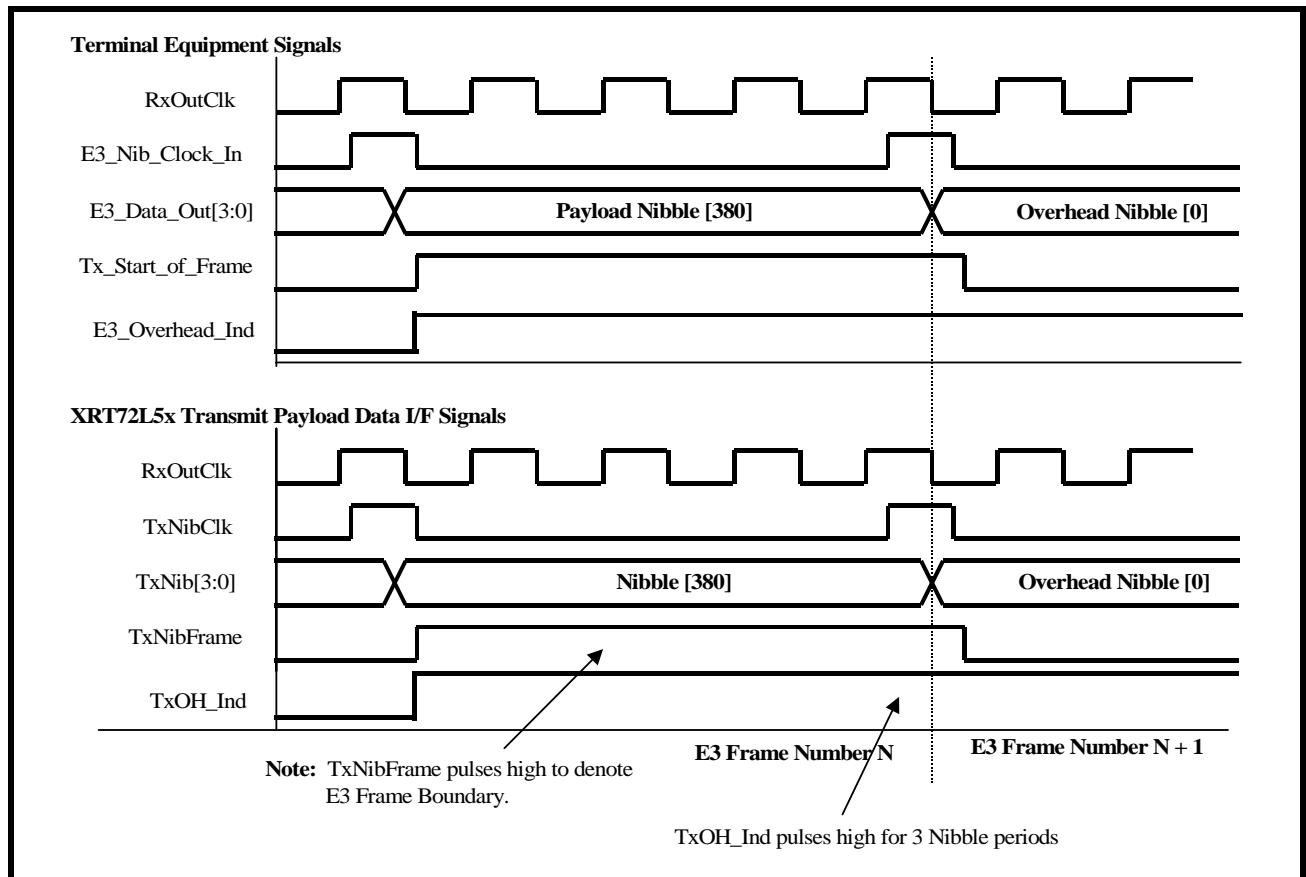 Terminal Equipment Signals
RxOutClk
E3_Nib_Clock_In
E3_Data_Out[3:0]
Payload Nibble [380]
Overhead Nibble [0]
Tx_Start_of_Frame
E3_Overhead_Ind
XRT72L5x Transmit Payload Data I/F Signals
RxOutClk
TxNibClk
TxNib[3:0]
Nibble [380]
Overhead Nibble [0]
TxNibFrame
TxOH_Ind
E3 Frame Number N
E3 Frame Number N + 1
Note: TxNibFrame pulses high to denote
E3 Frame Boundary.
TxOH_Ind pulses high for 3 Nibble periods